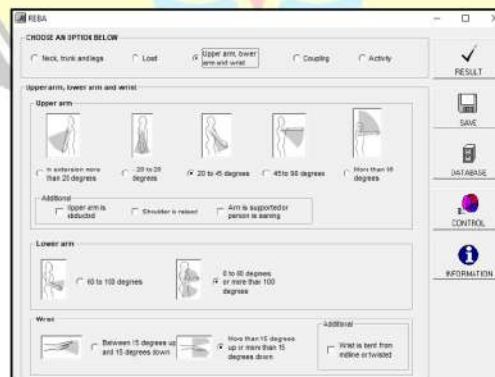 REBA
CHOOSE AN OPTION BELOW
Neck, trunk and legs
Load
Upper arm, lower
arm and wrist
Coupling
Activity
RESULT
SAVE
DATABASE
CONTROL
INFORMATION
Upper arm, lower arm and wrist
Upper arm
In extension more
than 20 degrees
- 20 to 20
degrees
20 to 45 degrees
45 to 90 degrees
More than 90
degrees
Additional
Upper arm is
abducted
Shoulder is raised
Arm is supported or
person is leaning
Lower arm
60 to 100 degrees
0 to 60 degrees
or more than 100
degrees
Wrist
Between 15 degrees up
and 15 degrees down
More than 15 degrees
up or more than 15
degrees down
Additional
Wrist is bent from
midline or twisted